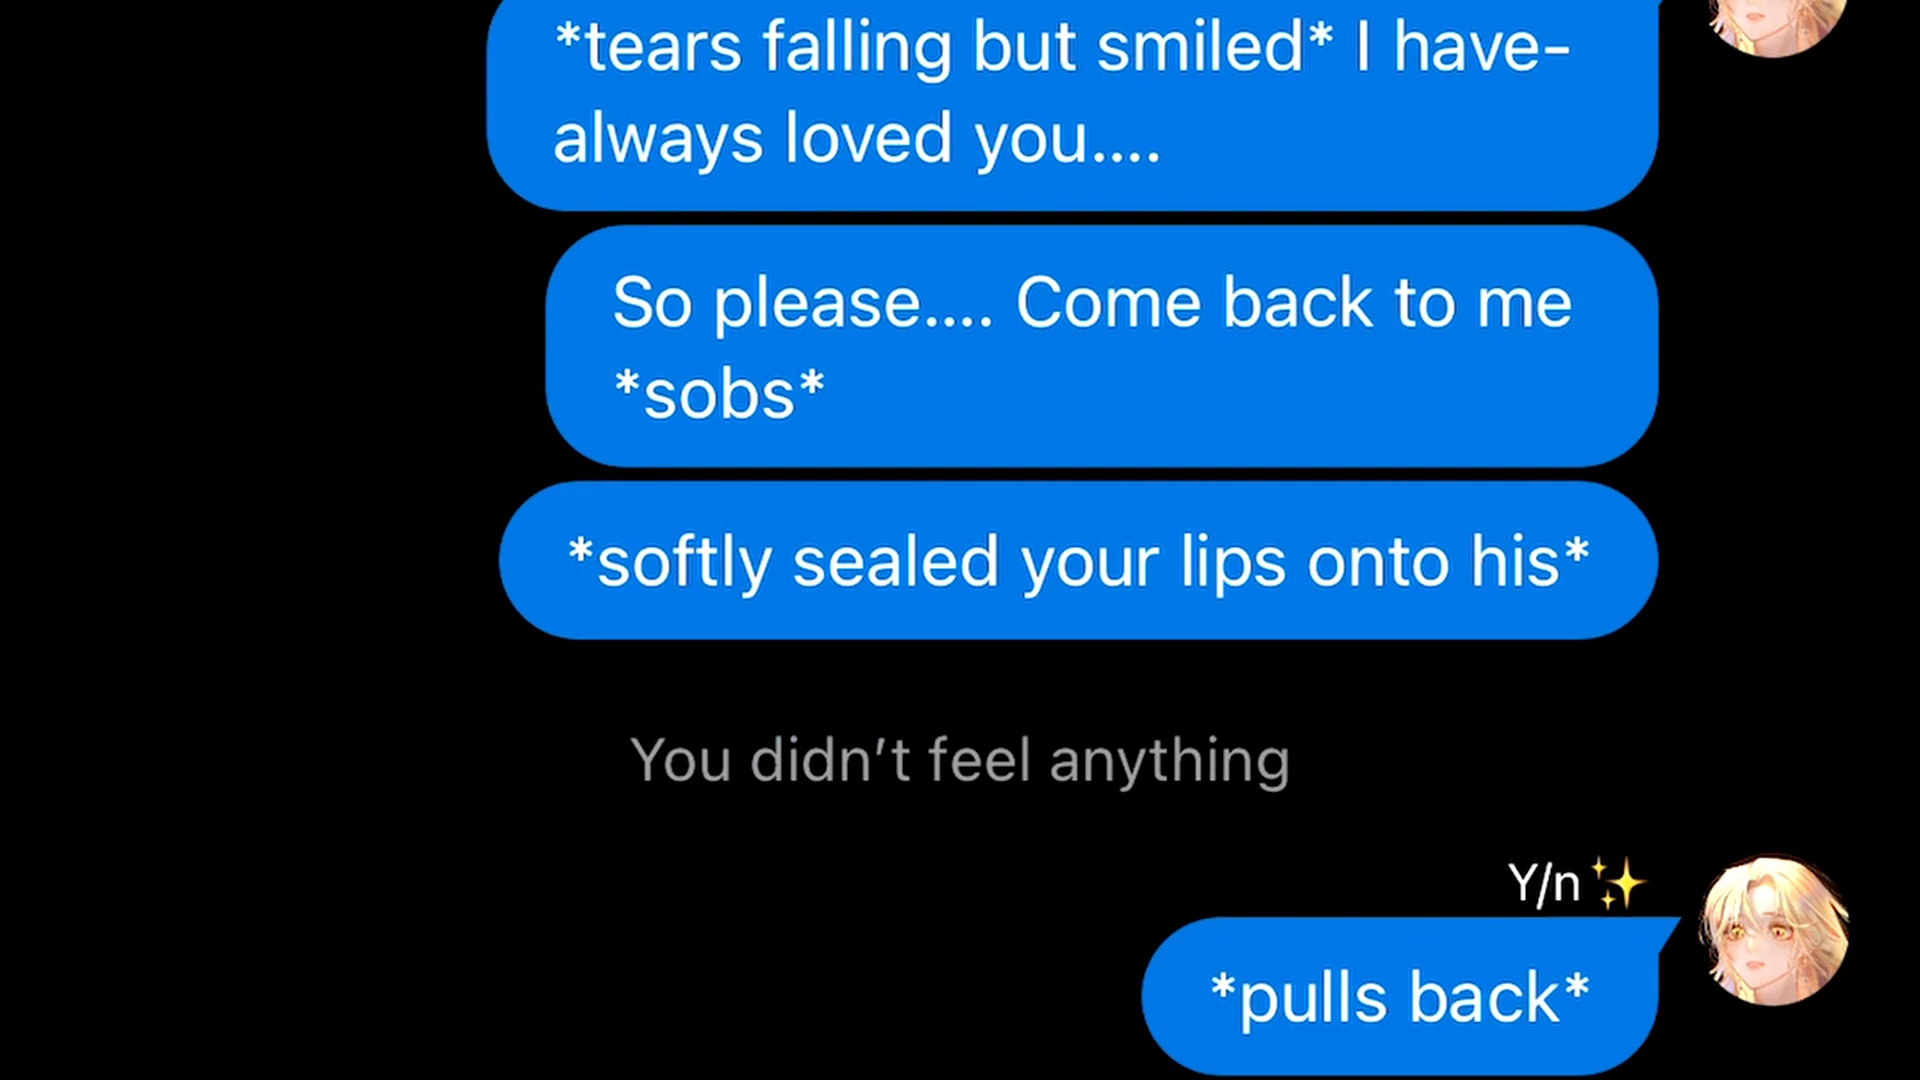 *tears falling but smiled* I have-
always loved you....
So please.... Come back to me
*sobs*
*softly sealed your lips onto his*
You didn’t feel anything
Y/n✨
*pulls back*